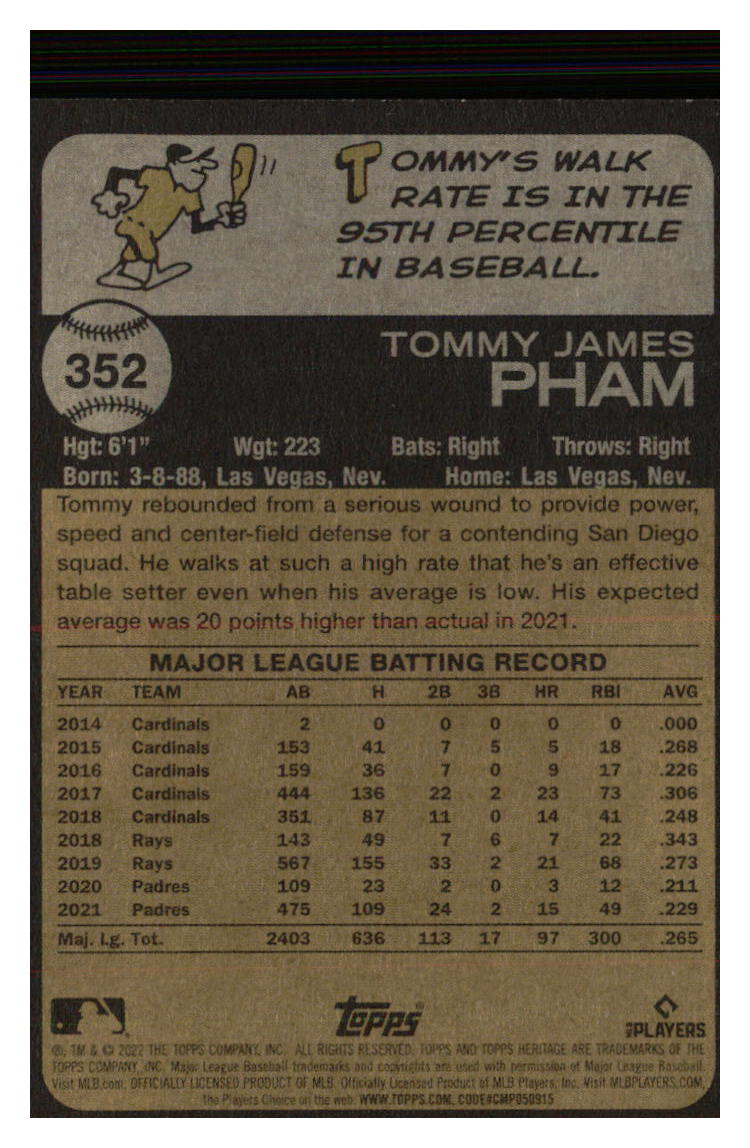 TOMMY'S WALK
RATE IS IN THE
95TH PERCENTILE
IN BASEBALL.
352
TOMMY JAMES
PHAM
Hgt: 6'1" Wgt: 223 Bats: Right Throws: Right
Born: 3-8-88, Las Vegas, Nev. Home: Las Vegas, Nev.
Tommy rebounded from a serious wound to provide power,
speed and center-field defense for a contending San Diego
squad. He walks at such a high rate that he's an effective
table setter even when his average is low. His expected
average was 20 points higher than actual in 2021.
MAJOR LEAGUE BATTING RECORD
YEAR TEAM AB H 2B 3B HR RBI AVG
2014 Cardinals 2 0 0 0 0 0 .000
2015 Cardinals 153 41 7 5 5 18 .268
2016 Cardinals 159 36 7 0 9 17 .226
2017 Cardinals 444 136 22 2 23 73 .306
2018 Cardinals 351 87 11 0 14 41 .248
2018 Rays 143 49 7 6 7 22 .343
2019 Rays 567 155 33 2 21 68 .273
2020 Padres 109 23 2 0 3 12 .211
2021 Padres 475 109 24 2 15 49 .229
Maj. Lg. Tot. 2403 636 113 17 97 300 .265
Topps
PLAYERS
®, TM & © 2022 THE TOPPS COMPANY, INC. ALL RIGHTS RESERVED. TOPPS AND TOPPS HERITAGE ARE TRADEMARKS OF THE
TOPPS COMPANY, INC. Major League Baseball trademarks and copyrights are used with permission of Major League Baseball.
Visit MLB.com. OFFICIALLY LICENSED PRODUCT OF MLB Officially Licensed Product of MLB Players, Inc. Visit MLBPLAYERS.COM,
the Players Choice on the web. WWW.TOPPS.COM. CODE#CMP050915